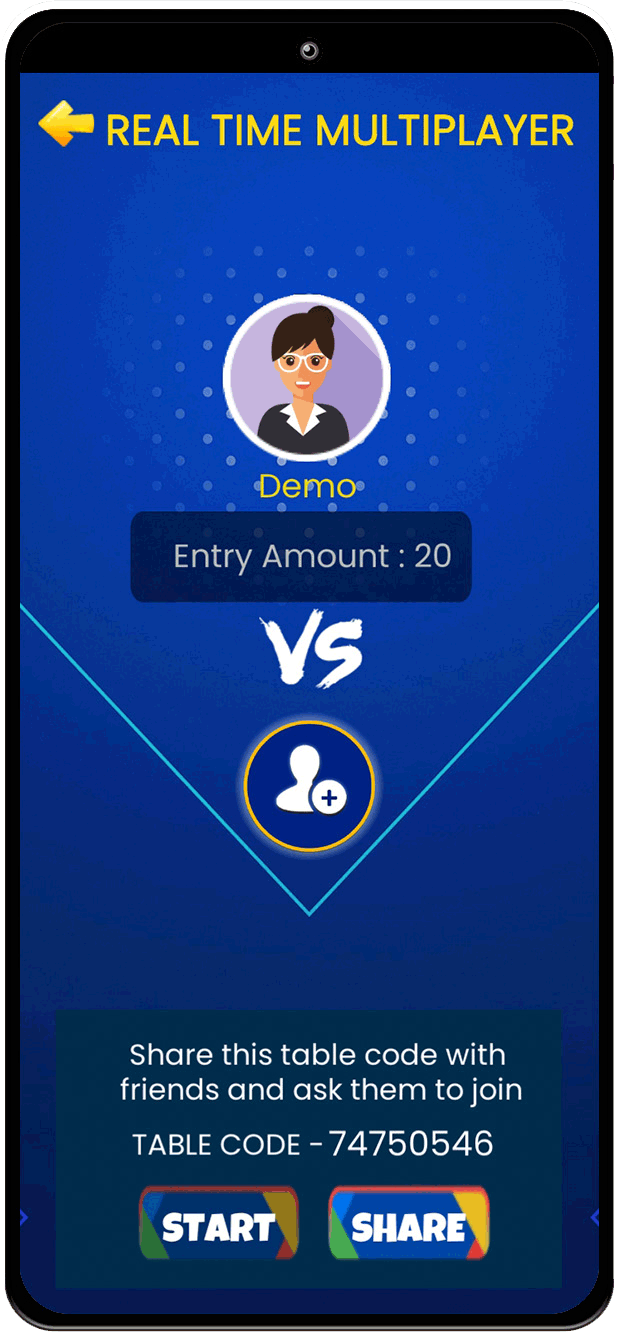 REAL TIME MULTIPLAYER
Demo
Entry Amount : 20
VS
Share this table code with
friends and ask them to join
TABLE CODE - 74750546
START SHARE